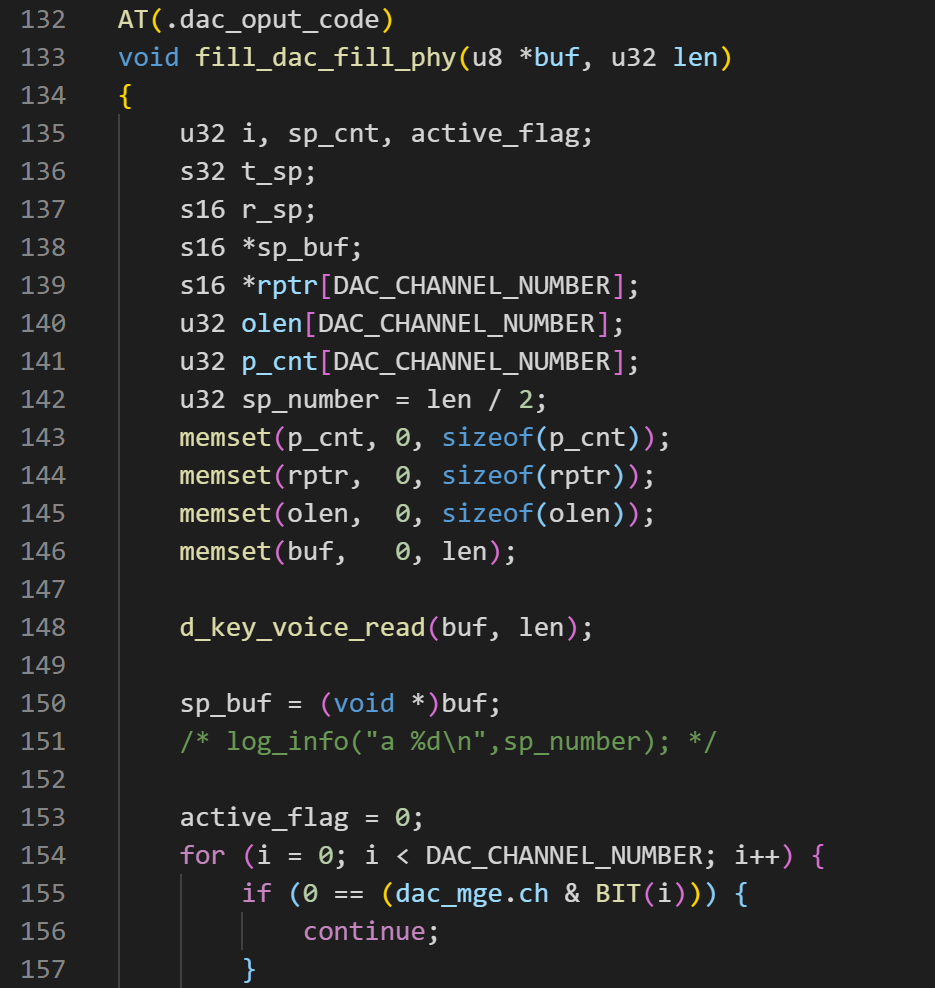 132 AT(.dac_oput_code)
133 void fill_dac_fill_phy(u8 *buf, u32 len)
134 {
135     u32 i, sp_cnt, active_flag;
136     s32 t_sp;
137     s16 r_sp;
138     s16 *sp_buf;
139     s16 *rptr[DAC_CHANNEL_NUMBER];
140     u32 olen[DAC_CHANNEL_NUMBER];
141     u32 p_cnt[DAC_CHANNEL_NUMBER];
142     u32 sp_number = len / 2;
143     memset(p_cnt, 0, sizeof(p_cnt));
144     memset(rptr,  0, sizeof(rptr));
145     memset(olen,  0, sizeof(olen));
146     memset(buf,   0, len);
147
148     d_key_voice_read(buf, len);
149
150     sp_buf = (void *)buf;
151     /* log_info("a %d\n",sp_number); */
152
153     active_flag = 0;
154     for (i = 0; i < DAC_CHANNEL_NUMBER; i++) {
155         if (0 == (dac_mge.ch & BIT(i))) {
156             continue;
157         }